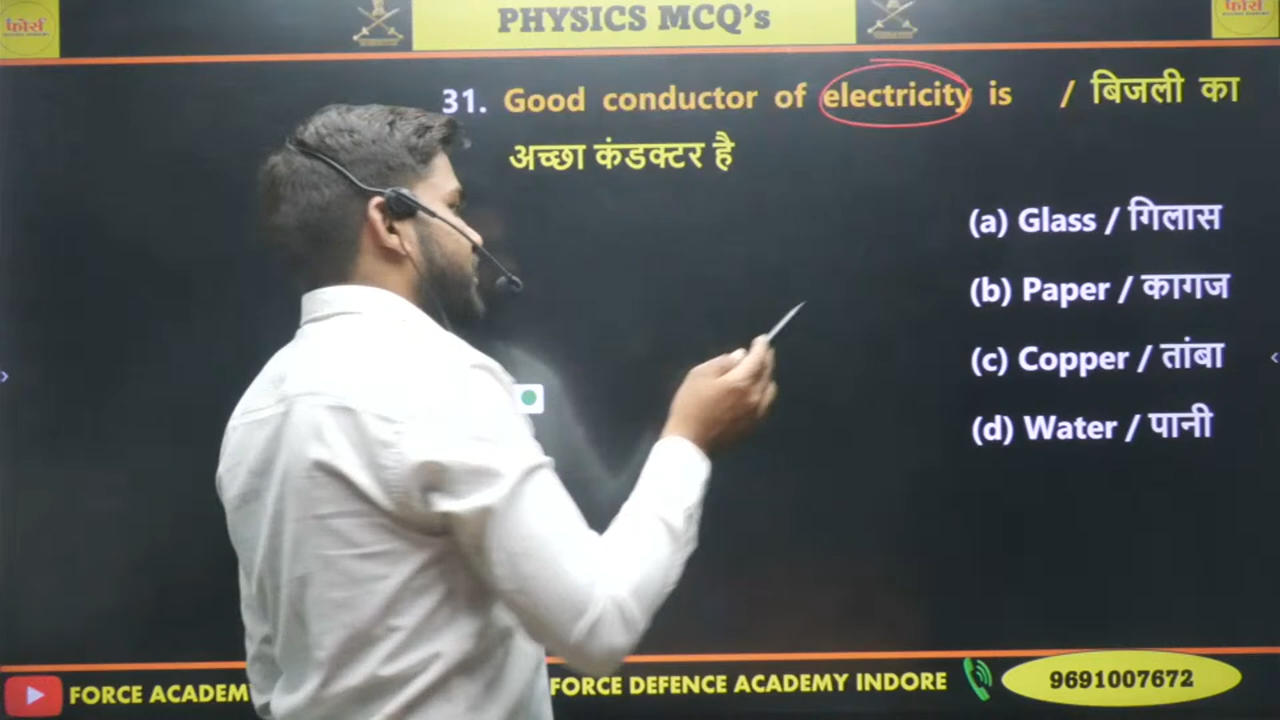 फोर्स
PHYSICS MCQ's
फोर्स
31. Good conductor of electricity is / बिजली का
अच्छा कंडक्टर है
(a) Glass / गिलास
(b) Paper / कागज
(c) Copper / तांबा
(d) Water / पानी
FORCE ACADEM
FORCE DEFENCE ACADEMY INDORE
9691007672